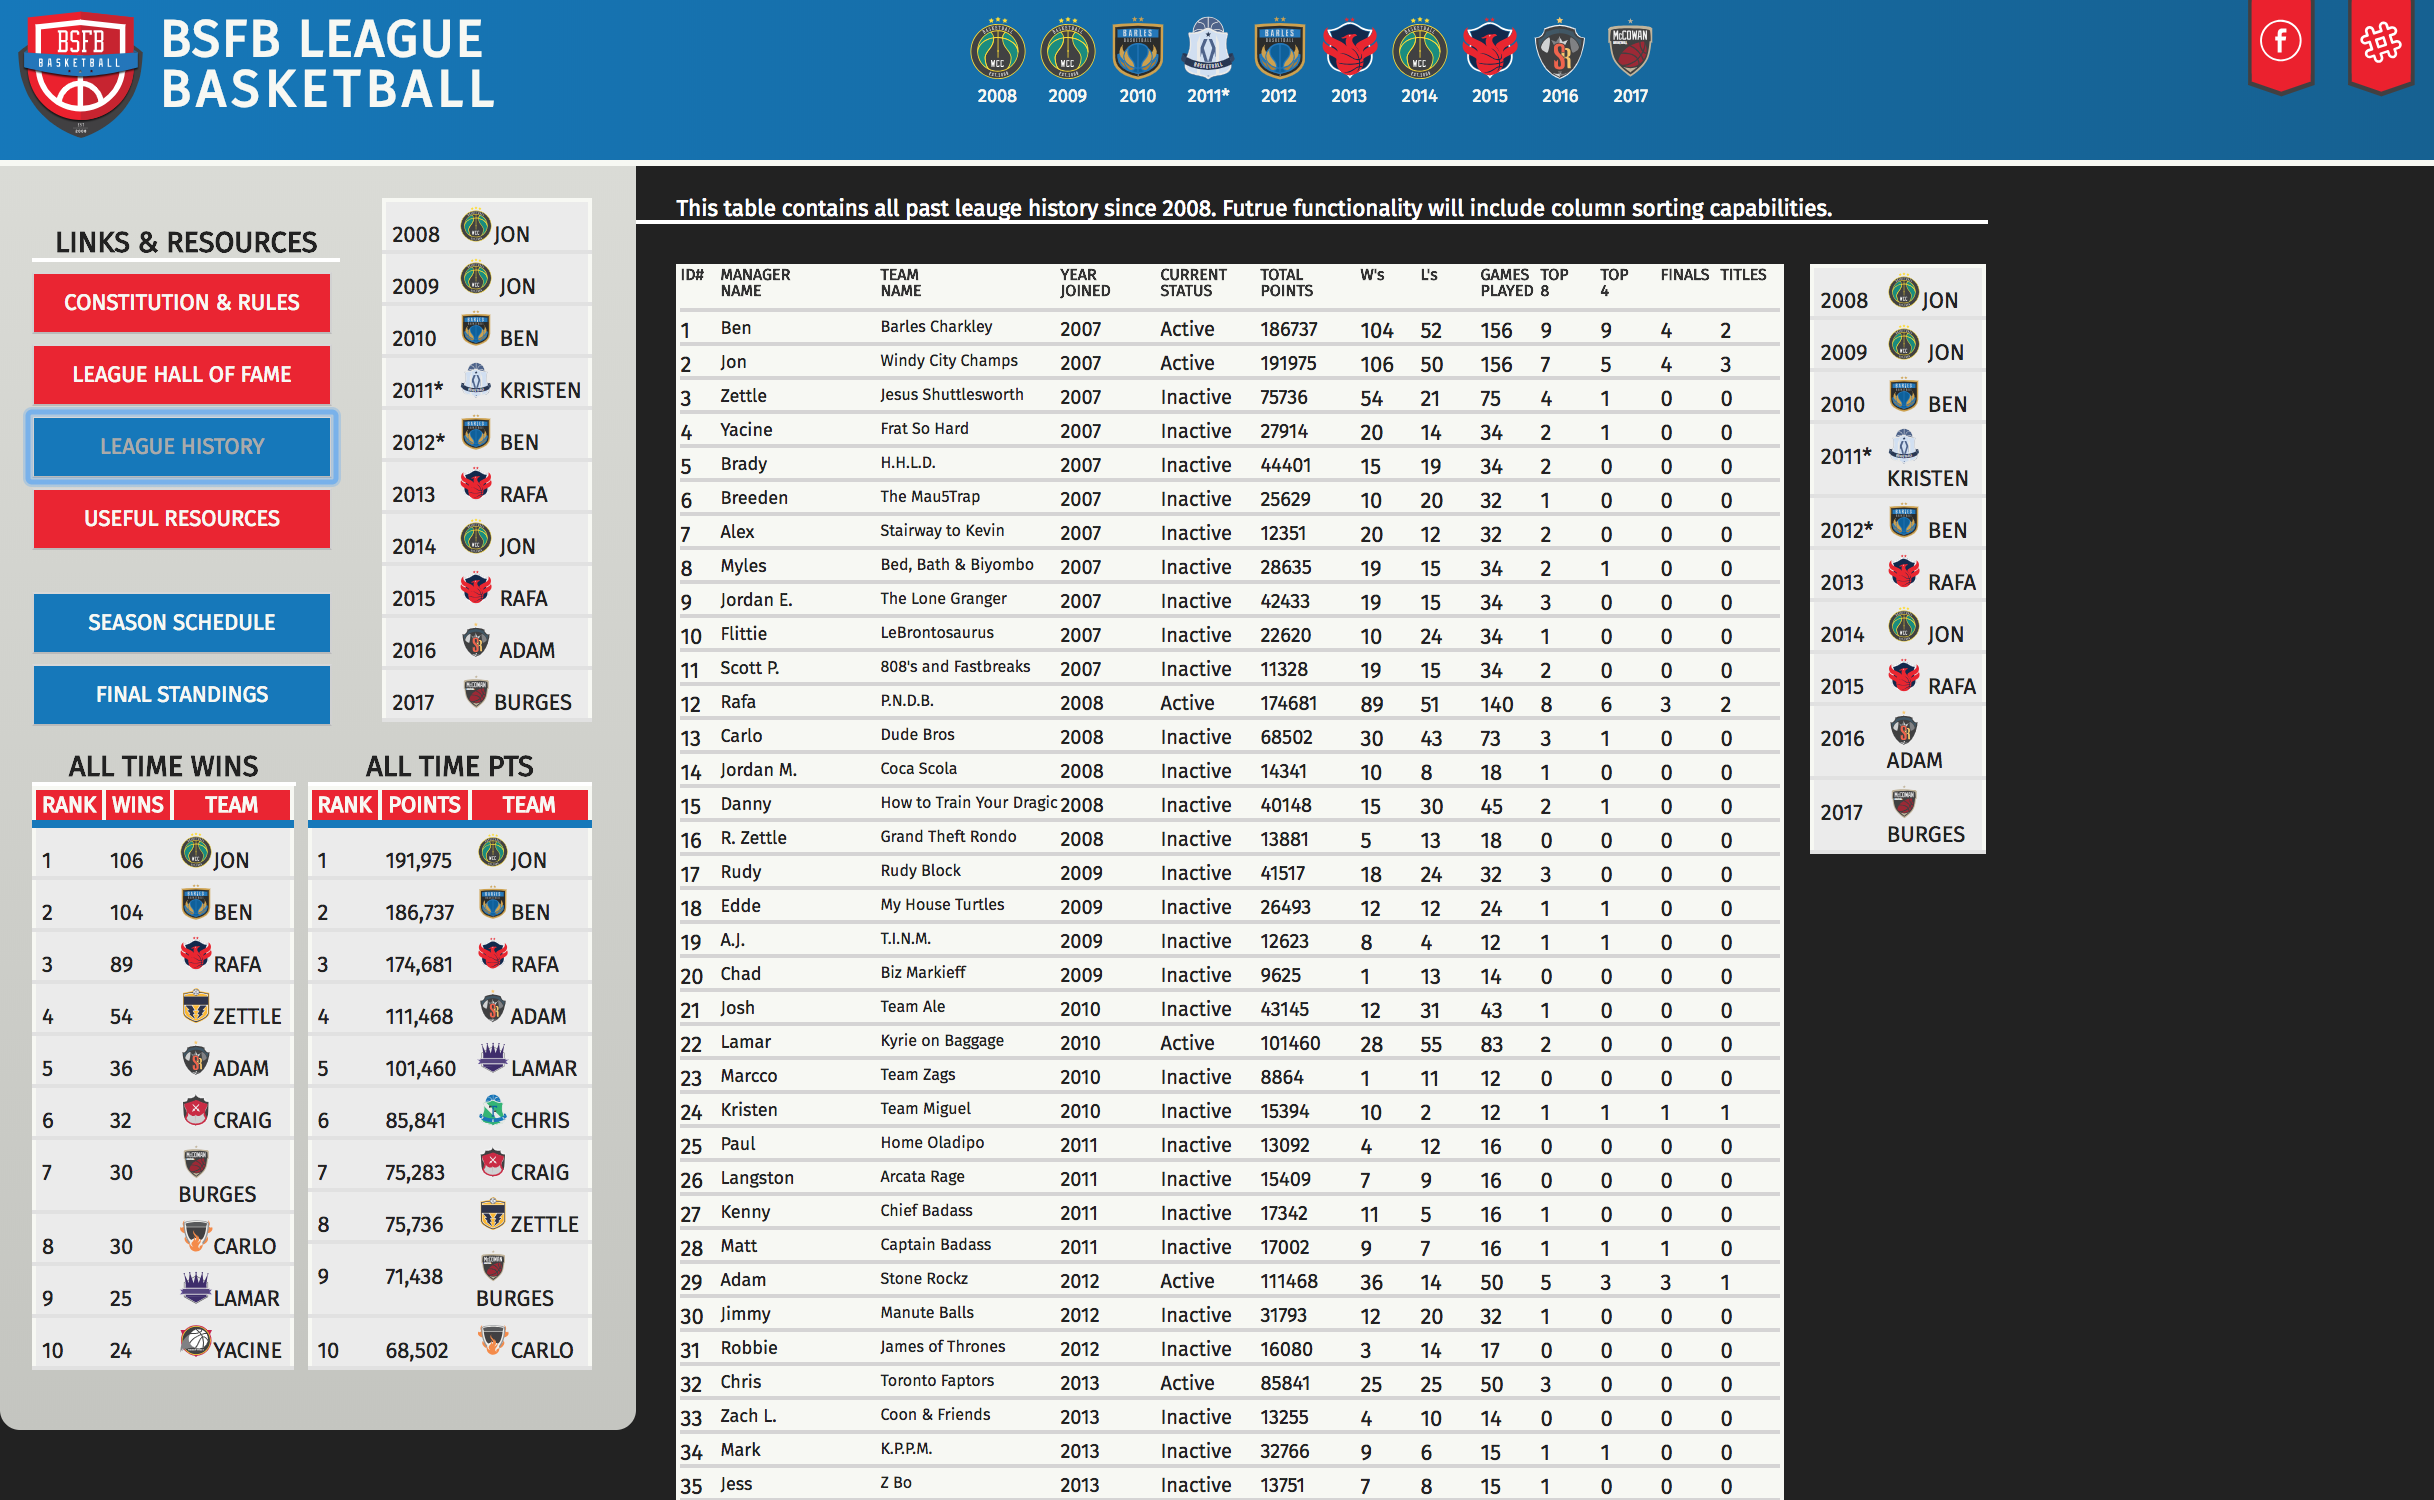 BSFB
BASKETBALL
BSFB LEAGUE
BASKETBALL
2008 2009 2010 2011* 2012 2013 2014 2015 2016 2017
LINKS & RESOURCES
CONSTITUTION & RULES
LEAGUE HALL OF FAME
LEAGUE HISTORY
USEFUL RESOURCES
SEASON SCHEDULE
FINAL STANDINGS
2008 JON
2009 JON
2010 BEN
2011* KRISTEN
2012* BEN
2013 RAFA
2014 JON
2015 RAFA
2016 ADAM
2017 BURGES
ALL TIME WINS
RANK WINS TEAM
1 106 JON
2 104 BEN
3 89 RAFA
4 54 ZETTLE
5 36 ADAM
6 32 CRAIG
7 30 BURGES
8 30 CARLO
9 25 LAMAR
10 24 YACINE
ALL TIME PTS
RANK POINTS TEAM
1 191,975 JON
2 186,737 BEN
3 174,681 RAFA
4 111,468 ADAM
5 101,460 LAMAR
6 85,841 CHRIS
7 75,283 CRAIG
8 75,736 ZETTLE
9 71,438 BURGES
10 68,502 CARLO
This table contains all past leauge history since 2008. Futrue functionality will include column sorting capabilities.
ID# MANAGER NAME TEAM NAME YEAR JOINED CURRENT STATUS TOTAL POINTS W's L's GAMES PLAYED TOP 8 TOP 4 FINALS TITLES
1 Ben Barles Charkley 2007 Active 186737 104 52 156 9 9 4 2
2 Jon Windy City Champs 2007 Active 191975 106 50 156 7 5 4 3
3 Zettle Jesus Shuttlesworth 2007 Inactive 75736 54 21 75 4 1 0 0
4 Yacine Frat So Hard 2007 Inactive 27914 20 14 34 2 1 0 0
5 Brady H.H.L.D. 2007 Inactive 44401 15 19 34 2 0 0 0
6 Breeden The Mau5Trap 2007 Inactive 25629 10 20 32 1 0 0 0
7 Alex Stairway to Kevin 2007 Inactive 12351 20 12 32 2 0 0 0
8 Myles Bed, Bath & Biyombo 2007 Inactive 28635 19 15 34 2 1 0 0
9 Jordan E. The Lone Granger 2007 Inactive 42433 19 15 34 3 0 0 0
10 Flittie LeBrontosaurus 2007 Inactive 22620 10 24 34 1 0 0 0
11 Scott P. 808's and Fastbreaks 2007 Inactive 11328 19 15 34 2 0 0 0
12 Rafa P.N.D.B. 2008 Active 174681 89 51 140 8 6 3 2
13 Carlo Dude Bros 2008 Inactive 68502 30 43 73 3 1 0 0
14 Jordan M. Coca Scola 2008 Inactive 14341 10 8 18 1 0 0 0
15 Danny How to Train Your Dragic 2008 Inactive 40148 15 30 45 2 1 0 0
16 R. Zettle Grand Theft Rondo 2008 Inactive 13881 5 13 18 0 0 0 0
17 Rudy Rudy Block 2009 Inactive 41517 18 24 32 3 0 0 0
18 Edde My House Turtles 2009 Inactive 26493 12 12 24 1 1 0 0
19 A.J. T.I.N.M. 2009 Inactive 12623 8 4 12 1 1 0 0
20 Chad Biz Markieff 2009 Inactive 9625 1 13 14 0 0 0 0
21 Josh Team Ale 2010 Inactive 43145 12 31 43 1 0 0 0
22 Lamar Kyrie on Baggage 2010 Active 101460 28 55 83 2 0 0 0
23 Marcco Team Zags 2010 Inactive 8864 1 11 12 0 0 0 0
24 Kristen Team Miguel 2010 Inactive 15394 10 2 12 1 1 1 1
25 Paul Home Oladipo 2011 Inactive 13092 4 12 16 0 0 0 0
26 Langston Arcata Rage 2011 Inactive 15409 7 9 16 0 0 0 0
27 Kenny Chief Badass 2011 Inactive 17342 11 5 16 1 0 0 0
28 Matt Captain Badass 2011 Inactive 17002 9 7 16 1 1 1 0
29 Adam Stone Rockz 2012 Active 111468 36 14 50 5 3 3 1
30 Jimmy Manute Balls 2012 Inactive 31793 12 20 32 1 0 0 0
31 Robbie James of Thrones 2012 Inactive 16080 3 14 17 0 0 0 0
32 Chris Toronto Faptors 2013 Active 85841 25 25 50 3 0 0 0
33 Zach L. Coon & Friends 2013 Inactive 13255 4 10 14 0 0 0 0
34 Mark K.P.P.M. 2013 Inactive 32766 9 6 15 1 1 0 0
35 Jess Z Bo 2013 Inactive 13751 7 8 15 1 0 0 0
2008 JON
2009 JON
2010 BEN
2011* KRISTEN
2012* BEN
2013 RAFA
2014 JON
2015 RAFA
2016 ADAM
2017 BURGES